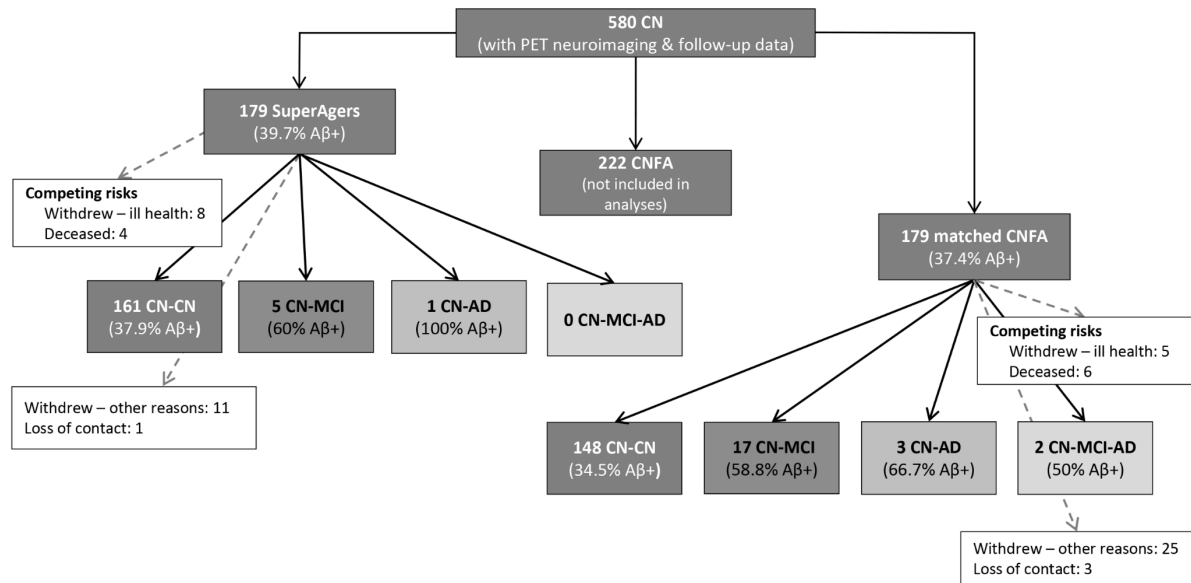 580 CN
(with PET neuroimaging & follow-up data)
179 SuperAgers
(39.7% Aβ+)
222 CNFA
(not included in
analyses)
Competing risks
Withdrew – ill health: 8
Deceased: 4
179 matched CNFA
(37.4% Aβ+)
161 CN-CN
(37.9% Aβ+)
5 CN-MCI
(60% Aβ+)
1 CN-AD
(100% Aβ+)
0 CN-MCI-AD
Competing risks
Withdrew – ill health: 5
Deceased: 6
Withdrew – other reasons: 11
Loss of contact: 1
148 CN-CN
(34.5% Aβ+)
17 CN-MCI
(58.8% Aβ+)
3 CN-AD
(66.7% Aβ+)
2 CN-MCI-AD
(50% Aβ+)
Withdrew – other reasons: 25
Loss of contact: 3